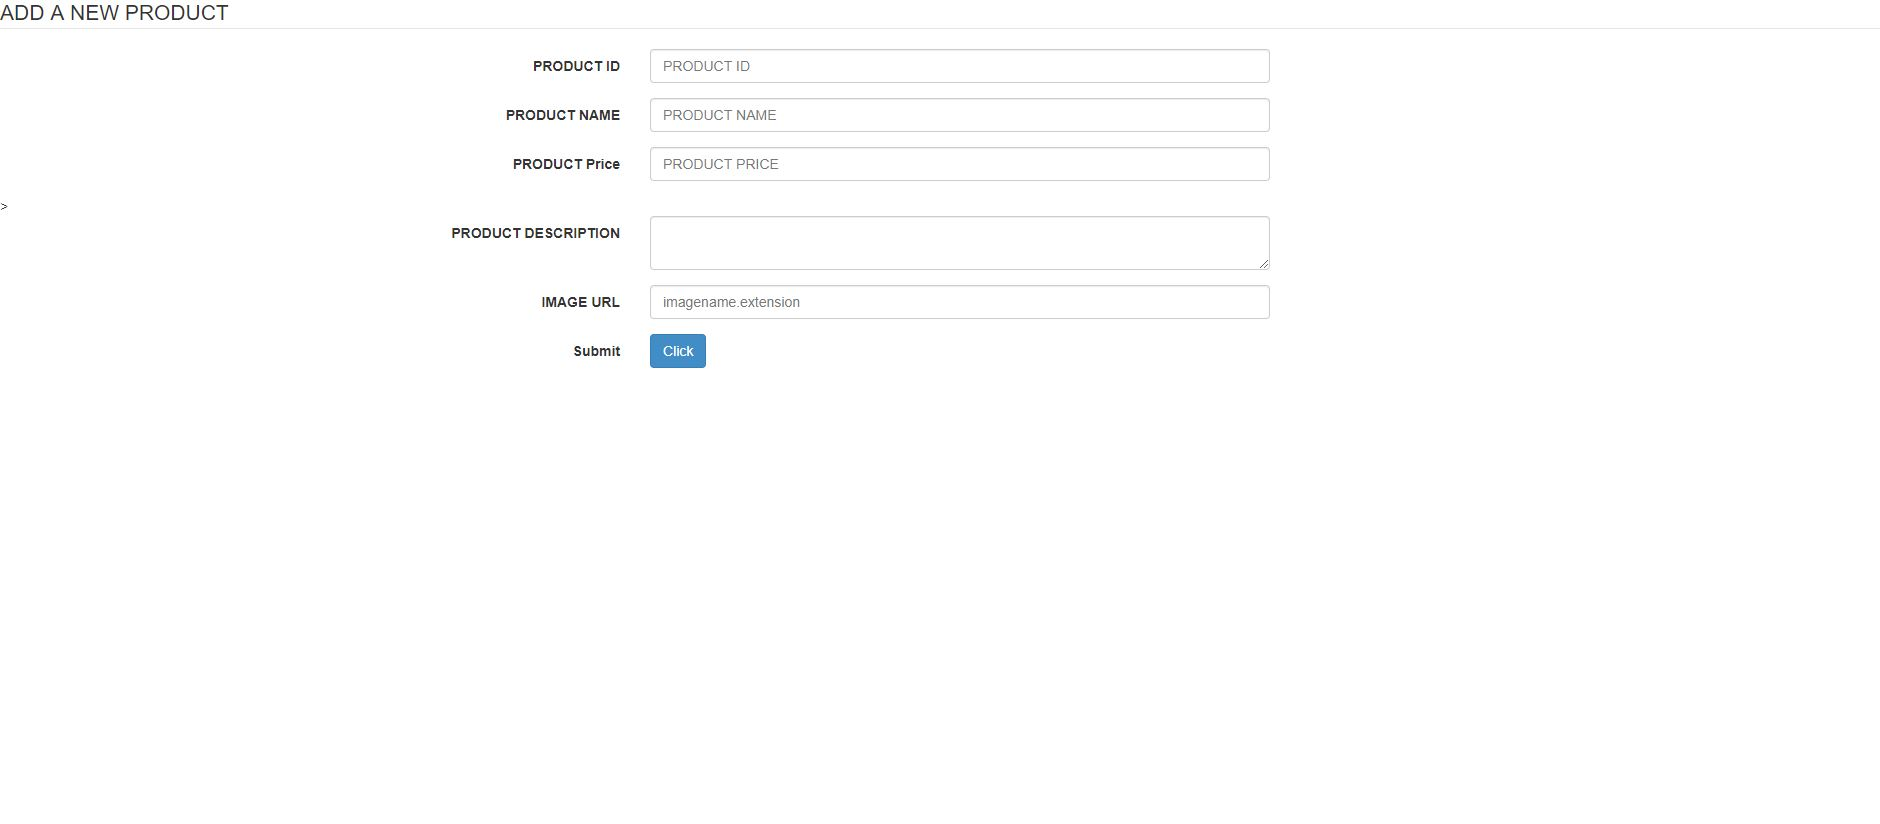 ADD A NEW PRODUCT
PRODUCT ID PRODUCT ID
PRODUCT NAME PRODUCT NAME
PRODUCT Price PRODUCT PRICE
>
PRODUCT DESCRIPTION
IMAGE URL imagename.extension
Submit Click